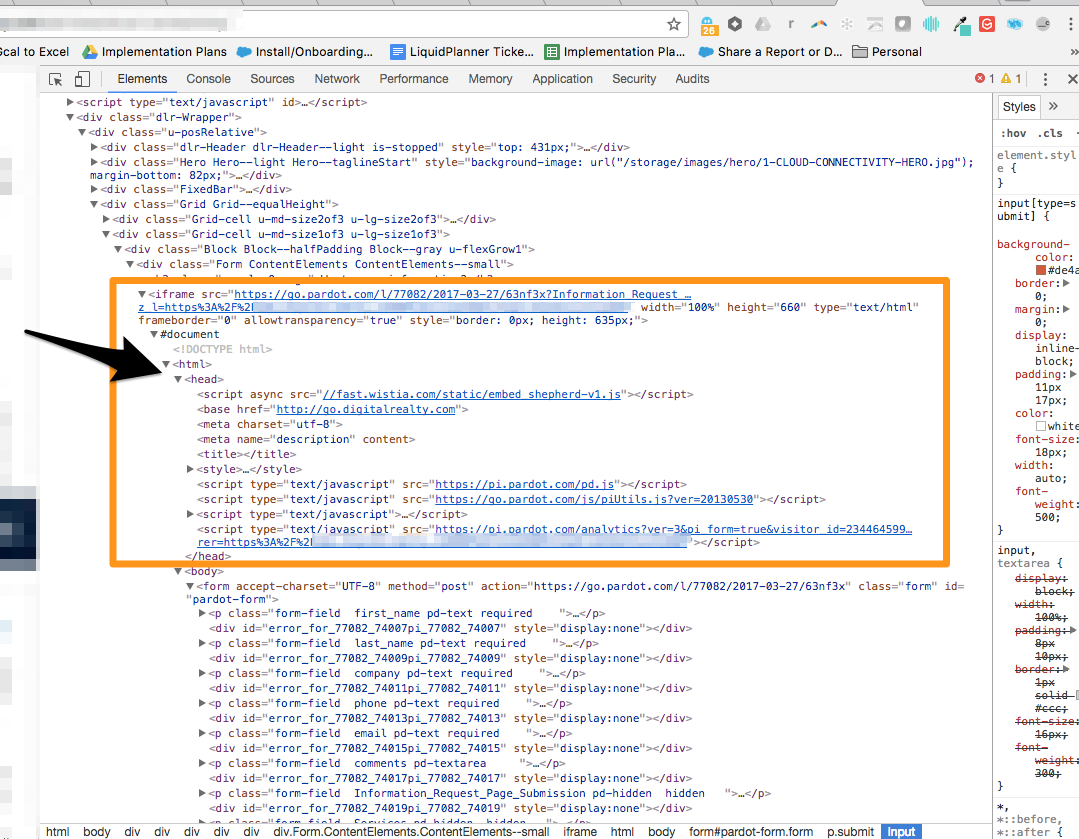 26
r
Gcal to Excel Implementation Plans Install/Onboarding... LiquidPlanner Ticke... Implementation Pla... Share a Report or D... Personal »
Elements Console Sources Network Performance Memory Application Security Audits 1 1
▶<script type="text/javascript" id>…</script>
▼<div class="dlr-Wrapper">
▼<div class="u-posRelative">
▶<div class="dlr-Header dlr-Header--light is-stopped" style="top: 431px;">…</div>
▶<div class="Hero Hero--light Hero--taglineStart" style="background-image: url("/storage/images/hero/1-CLOUD-CONNECTIVITY-HERO.jpg");
margin-bottom: 82px;">…</div>
▶<div class="FixedBar">…</div>
▼<div class="Grid Grid--equalHeight">
▶<div class="Grid-cell u-md-size2of3 u-lg-size2of3">…</div>
▼<div class="Grid-cell u-md-size1of3 u-lg-size1of3">
▼<div class="Block Block--halfPadding Block--gray u-flexGrow1">
▼<div class="Form ContentElements ContentElements--small">
▼<iframe src="https://go.pardot.com/l/77082/2017-03-27/63nf3x?Information_Request_…
z_l=https%3A%2F%2 width="100%" height="660" type="text/html"
frameborder="0" allowtransparency="true" style="border: 0px; height: 635px;">
▼#document
<!DOCTYPE html>
▼<html>
▼<head>
<script async src="//fast.wistia.com/static/embed_shepherd-v1.js"></script>
<base href="http://go.digitalrealty.com">
<meta charset="utf-8">
<meta name="description" content>
<title></title>
▶<style>…</style>
<script type="text/javascript" src="https://pi.pardot.com/pd.js"></script>
<script type="text/javascript" src="https://go.pardot.com/js/piUtils.js?ver=20130530"></script>
▶<script type="text/javascript">…</script>
<script type="text/javascript" src="https://pi.pardot.com/analytics?ver=3&pi_form=true&visitor_id=234464599…
rer=https%3A%2F%2 "></script>
</head>
▼<body>
▼<form accept-charset="UTF-8" method="post" action="https://go.pardot.com/l/77082/2017-03-27/63nf3x" class="form" id=
"pardot-form">
▶<p class="form-field  first_name pd-text required    ">…</p>
<div id="error_for_77082_74007pi_77082_74007" style="display:none"></div>
▶<p class="form-field  last_name pd-text required    ">…</p>
<div id="error_for_77082_74009pi_77082_74009" style="display:none"></div>
▶<p class="form-field  company pd-text required    ">…</p>
<div id="error_for_77082_74011pi_77082_74011" style="display:none"></div>
▶<p class="form-field  phone pd-text required    ">…</p>
<div id="error_for_77082_74013pi_77082_74013" style="display:none"></div>
▶<p class="form-field  email pd-text required    ">…</p>
<div id="error_for_77082_74015pi_77082_74015" style="display:none"></div>
▶<p class="form-field  comments pd-textarea    ">…</p>
<div id="error_for_77082_74017pi_77082_74017" style="display:none"></div>
▶<p class="form-field  Information_Request_Page_Submission pd-hidden  hidden   ">…</p>
<div id="error_for_77082_74019pi_77082_74019" style="display:none"></div>
html body div div div div div div.Form.ContentElements.ContentElements--small iframe html body form#pardot-form.form p.submit input
Styles »
:hov .cls
element.styl
e {
}
input[type=s
ubmit] {
background-
color:
#de4a
border:▶
0;
margin:▶
0;
display:
inline-
block;
padding:▶
11px
17px;
color:
white
font-size:
18px;
width:
auto;
font-
weight:
500;
}
input,
textarea {
display:
block;
width:
100%;
padding:▶
8px
10px;
border:▶
1px
solid
#ccc;
font-size:
16px;
font-
weight:
300;
}
*,
*::before,
*::after {